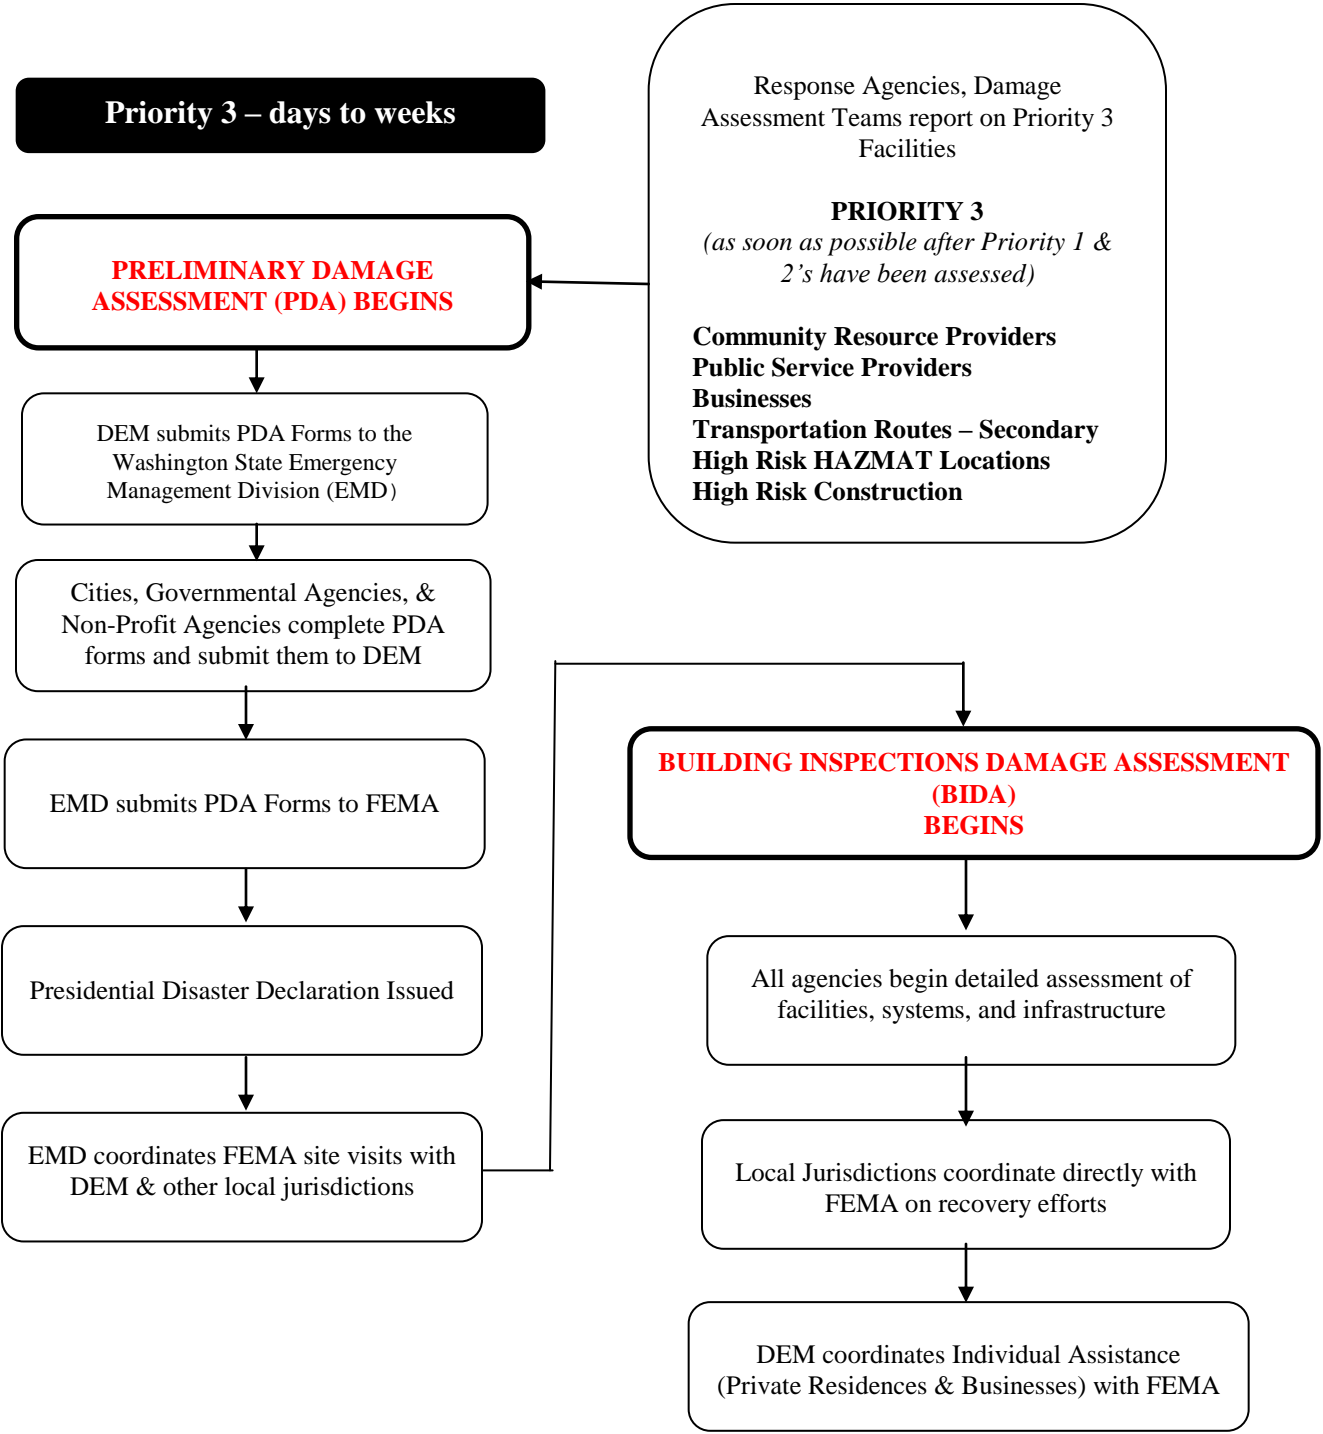 Priority 3 – days to weeks
Response Agencies, Damage
Assessment Teams report on Priority 3
Facilities
PRIORITY 3
(as soon as possible after Priority 1 &
2’s have been assessed)
Community Resource Providers
Public Service Providers
Businesses
Transportation Routes – Secondary
High Risk HAZMAT Locations
High Risk Construction
PRELIMINARY DAMAGE
ASSESSMENT (PDA) BEGINS
DEM submits PDA Forms to the
Washington State Emergency
Management Division (EMD)
Cities, Governmental Agencies, &
Non-Profit Agencies complete PDA
forms and submit them to DEM
EMD submits PDA Forms to FEMA
Presidential Disaster Declaration Issued
EMD coordinates FEMA site visits with
DEM & other local jurisdictions
BUILDING INSPECTIONS DAMAGE ASSESSMENT
(BIDA)
BEGINS
All agencies begin detailed assessment of
facilities, systems, and infrastructure
Local Jurisdictions coordinate directly with
FEMA on recovery efforts
DEM coordinates Individual Assistance
(Private Residences & Businesses) with FEMA